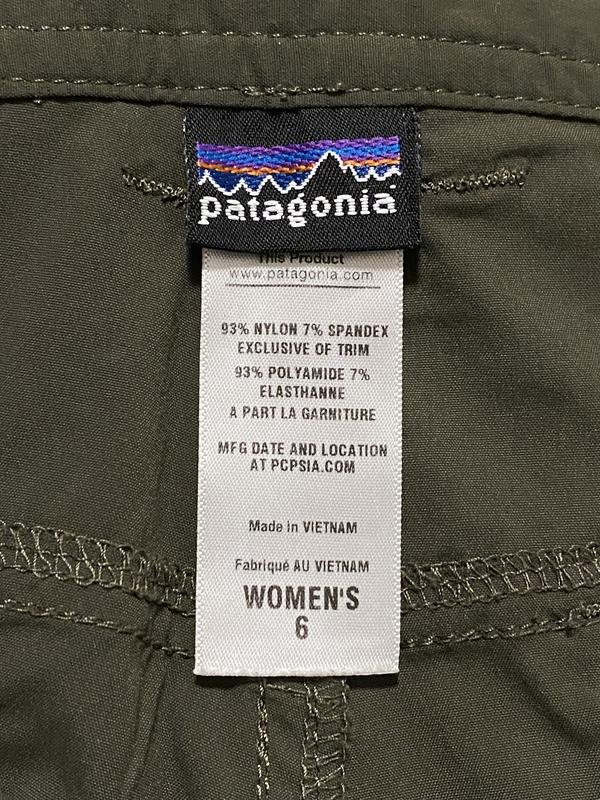 patagonia
This Product
www.patagonia.com
93% NYLON 7% SPANDEX
EXCLUSIVE OF TRIM
93% POLYAMIDE 7%
ELASTHANNE
A PART LA GARNITURE
MFG DATE AND LOCATION
AT PCPSIA.COM
Made in VIETNAM
Fabriqué AU VIETNAM
WOMEN'S
6